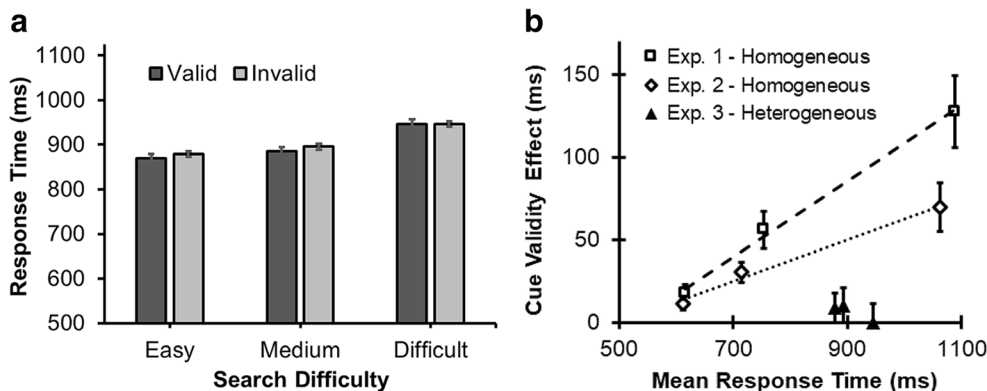 a
1100
1000
900
800
700
600
500
Response Time (ms)
Valid Invalid
Easy Medium Difficult
Search Difficulty
b
150
100
50
0
Cue Validity Effect (ms)
Exp. 1 - Homogeneous
Exp. 2 - Homogeneous
Exp. 3 - Heterogeneous
500 700 900 1100
Mean Response Time (ms)